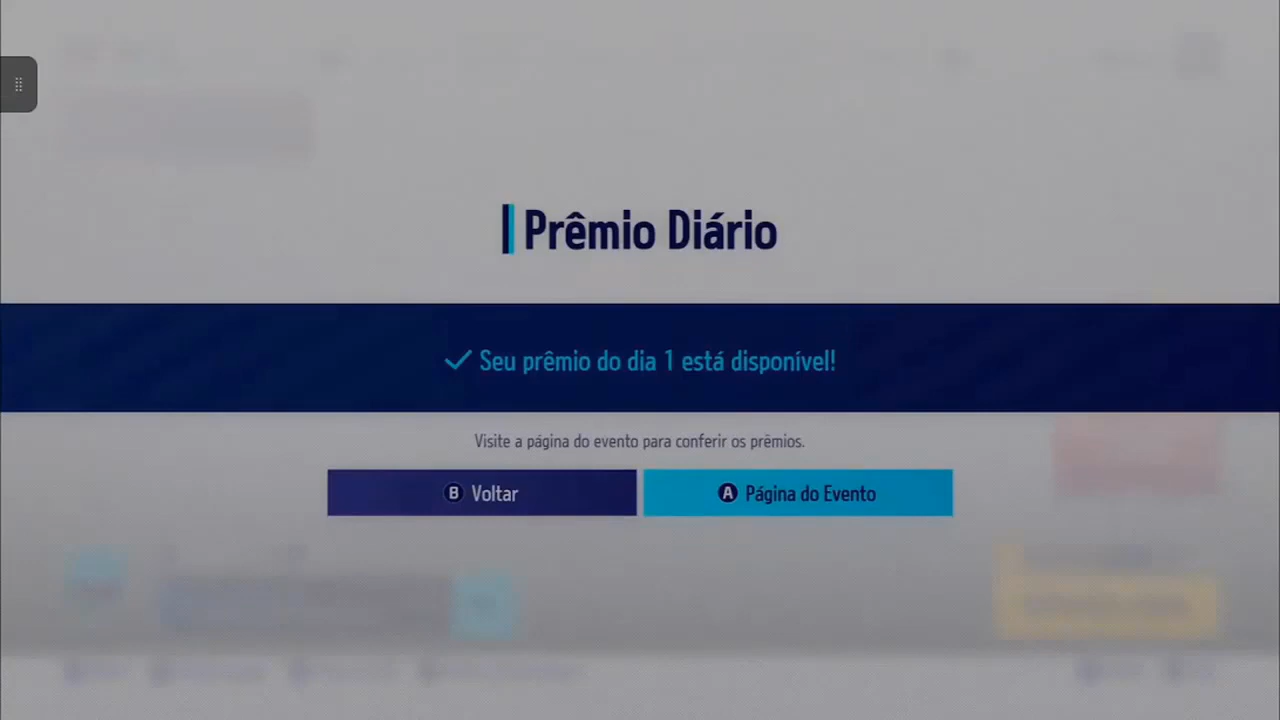 Prêmio Diário
Seu prêmio do dia 1 está disponível!
Visite a página do evento para conferir os prêmios.
B Voltar
A Página do Evento